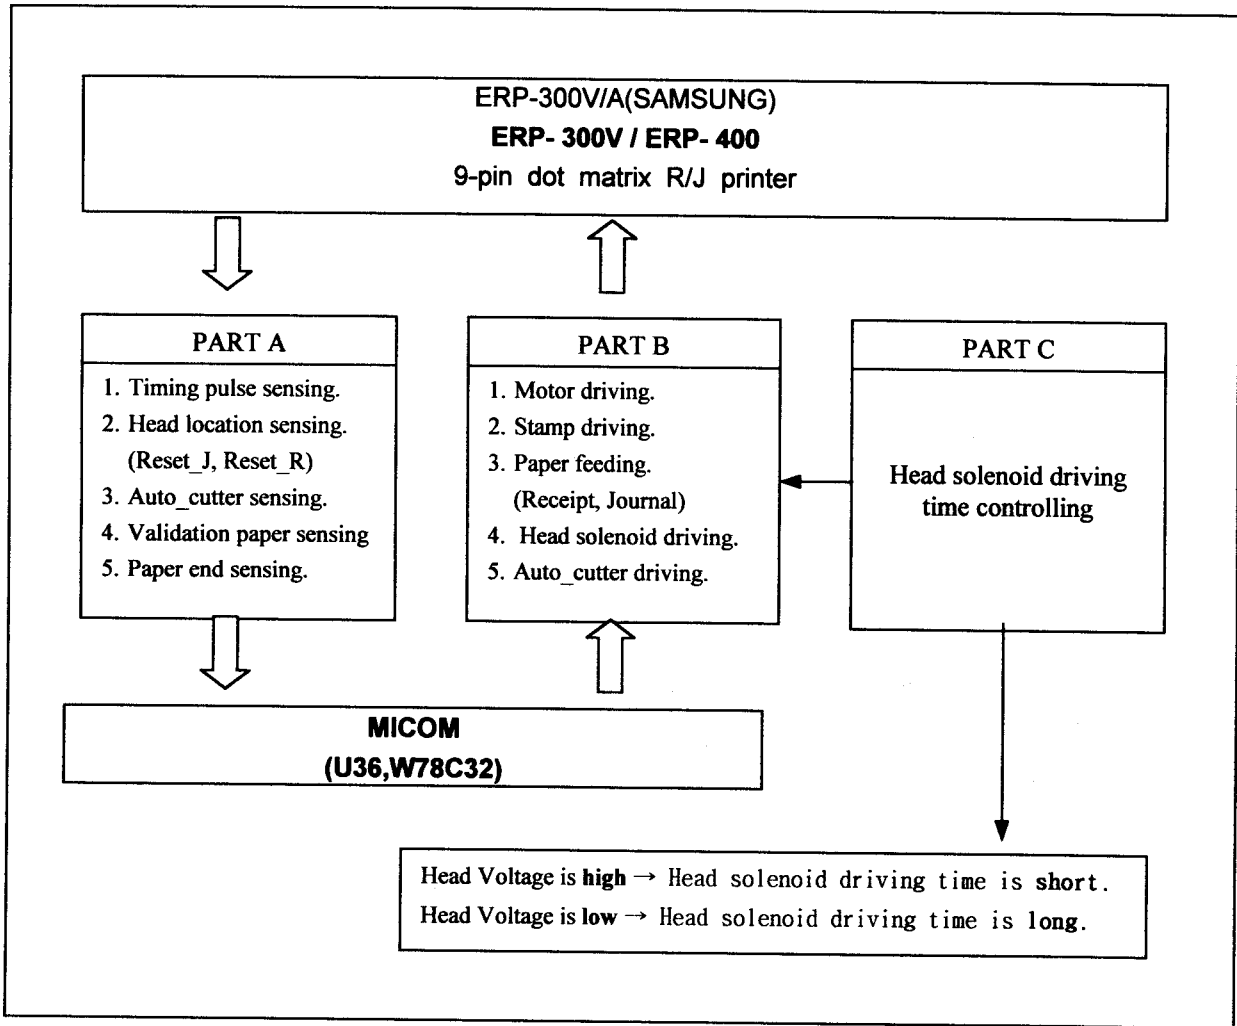 ERP-300V/A(SAMSUNG)
ERP- 300V / ERP- 400
9-pin dot matrix R/J printer
PART A
1. Timing pulse sensing.
2. Head location sensing.
(Reset_J, Reset_R)
3. Auto_cutter sensing.
4. Validation paper sensing
5. Paper end sensing.
PART B
1. Motor driving.
2. Stamp driving.
3. Paper feeding.
(Receipt, Journal)
4. Head solenoid driving.
5. Auto_cutter driving.
PART C
Head solenoid driving
time controlling
MICOM
(U36,W78C32)
Head Voltage is high → Head solenoid driving time is short.
Head Voltage is low → Head solenoid driving time is long.